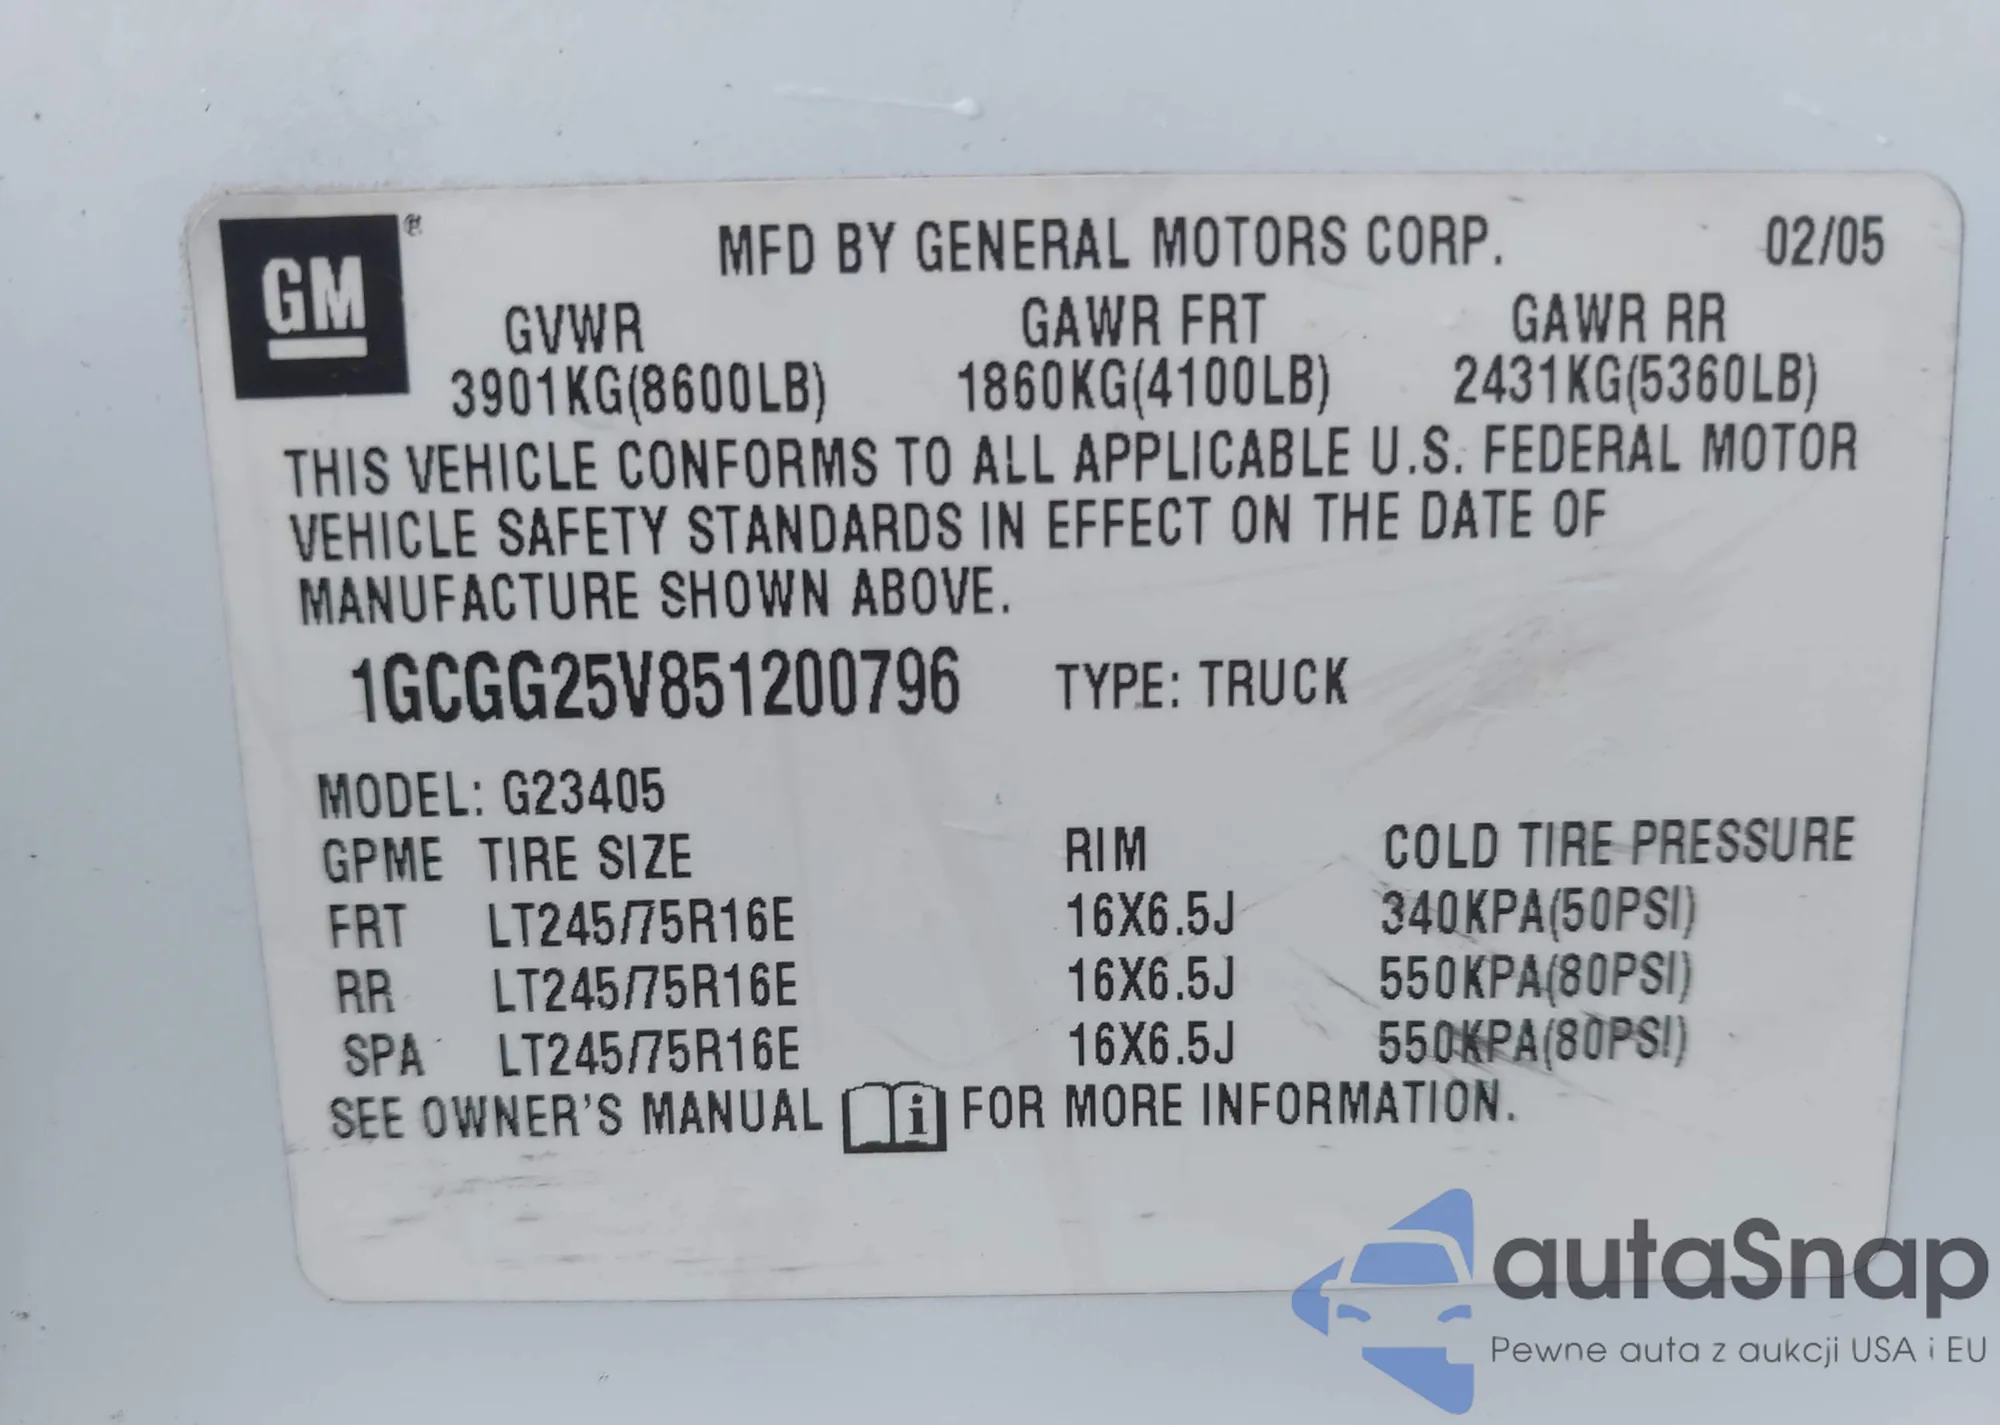 GM®
MFD BY GENERAL MOTORS CORP. 02/05
GVWR GAWR FRT GAWR RR
3901KG(8600LB) 1860KG(4100LB) 2431KG(5360LB)
THIS VEHICLE CONFORMS TO ALL APPLICABLE U.S. FEDERAL MOTOR
VEHICLE SAFETY STANDARDS IN EFFECT ON THE DATE OF
MANUFACTURE SHOWN ABOVE.
1GCGG25V851200796 TYPE: TRUCK
MODEL: G23405
GPME TIRE SIZE RIM COLD TIRE PRESSURE
FRT LT245/75R16E 16X6.5J 340KPA(50PSI)
RR LT245/75R16E 16X6.5J 550KPA(80PSI)
SPA LT245/75R16E 16X6.5J 550KPA(80PSI)
SEE OWNER'S MANUAL i FOR MORE INFORMATION.
autaSnap
Pewne auta z aukcji USA i EU